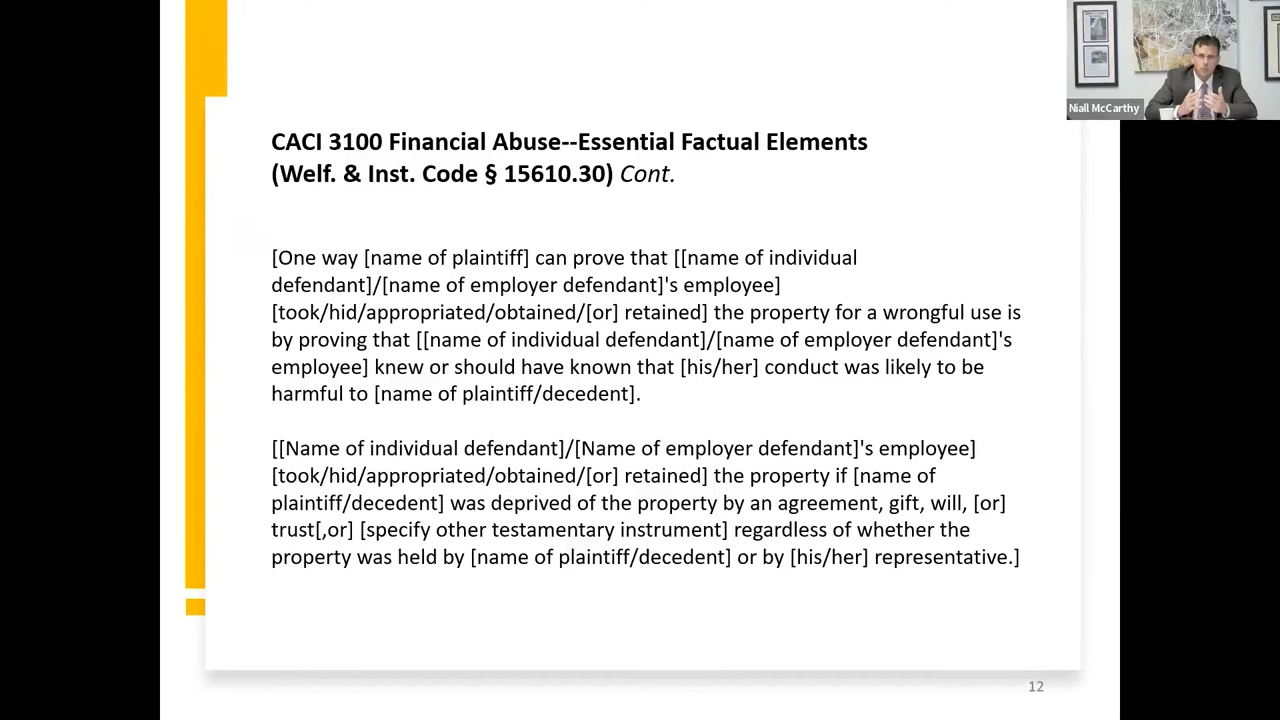 Niall McCarthy
CACI 3100 Financial Abuse--Essential Factual Elements
(Welf. & Inst. Code § 15610.30) Cont.
[One way [name of plaintiff] can prove that [[name of individual
defendant]/[name of employer defendant]'s employee]
[took/hid/appropriated/obtained/[or] retained] the property for a wrongful use is
by proving that [[name of individual defendant]/[name of employer defendant]'s
employee] knew or should have known that [his/her] conduct was likely to be
harmful to [name of plaintiff/decedent].
[[Name of individual defendant]/[Name of employer defendant]'s employee]
[took/hid/appropriated/obtained/[or] retained] the property if [name of
plaintiff/decedent] was deprived of the property by an agreement, gift, will, [or]
trust[,or] [specify other testamentary instrument] regardless of whether the
property was held by [name of plaintiff/decedent] or by [his/her] representative.]
12